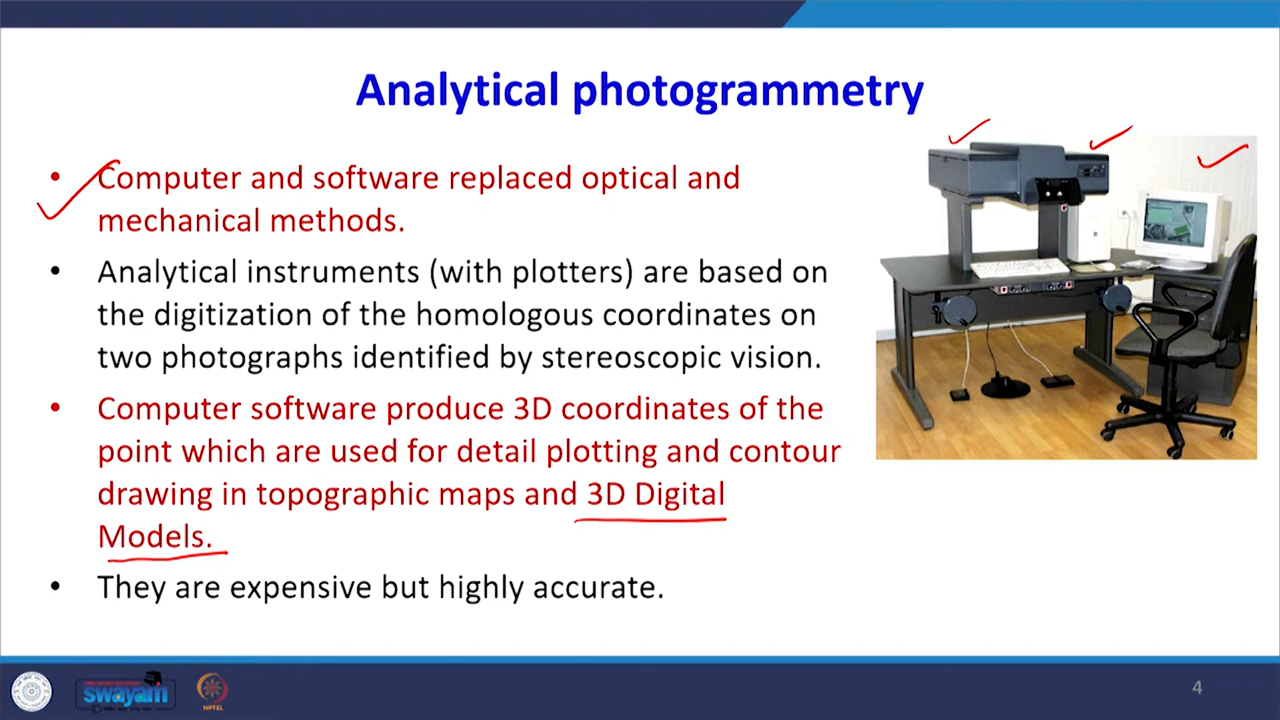 Analytical photogrammetry
• Computer and software replaced optical and
mechanical methods.
• Analytical instruments (with plotters) are based on
the digitization of the homologous coordinates on
two photographs identified by stereoscopic vision.
• Computer software produce 3D coordinates of the
point which are used for detail plotting and contour
drawing in topographic maps and 3D Digital
Models.
• They are expensive but highly accurate.
swayam
NPTEL
4